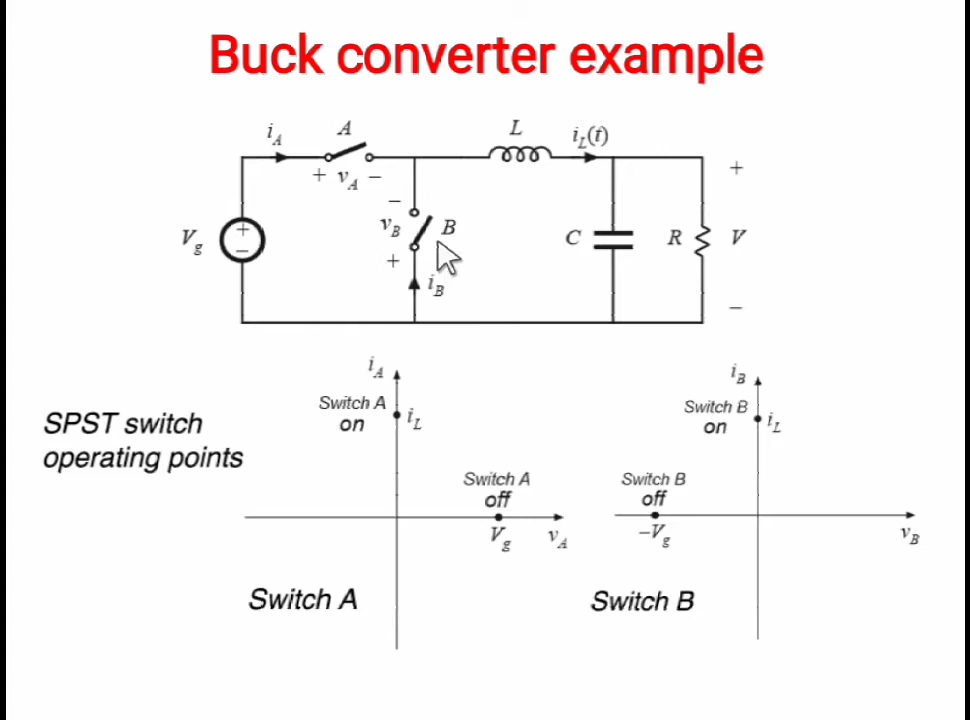 Buck converter example
i_A
A
L
i_L(t)
+ v_A −
+
−
v_B
B
+
i_B
V_g
+
−
C
R
V
−
i_A
Switch A
on
i_L
SPST switch
operating points
Switch A
off
V_g
v_A
Switch A
i_B
Switch B
on
i_L
Switch B
off
−V_g
v_B
Switch B